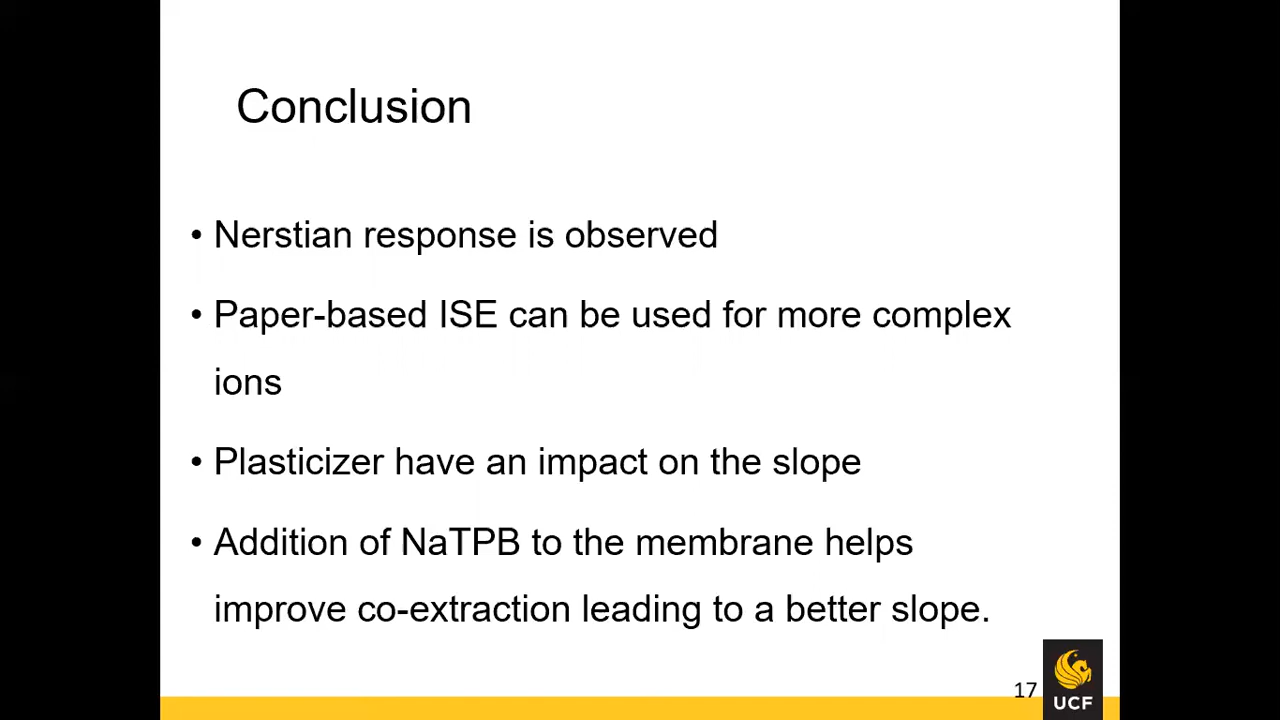 Conclusion
• Nerstian response is observed
• Paper-based ISE can be used for more complex
ions
• Plasticizer have an impact on the slope
• Addition of NaTPB to the membrane helps
improve co-extraction leading to a better slope.
17
UCF